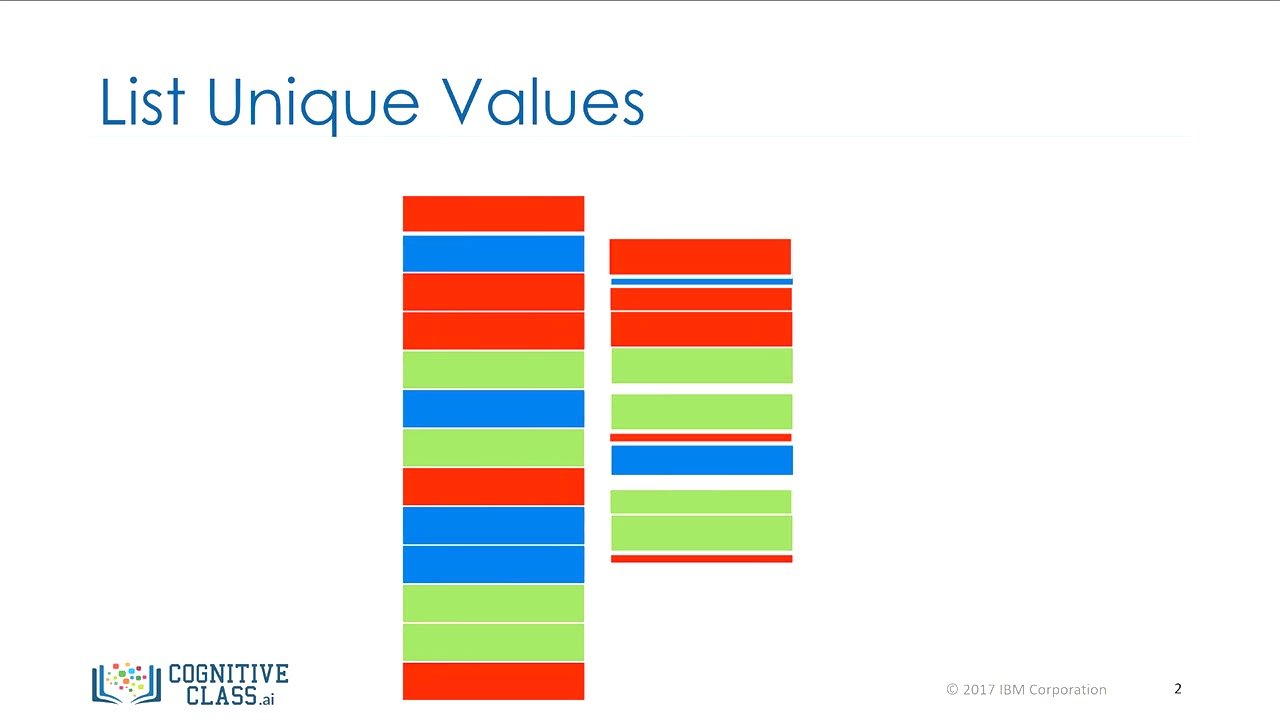 List Unique Values
COGNITIVE
CLASS.ai
© 2017 IBM Corporation
2